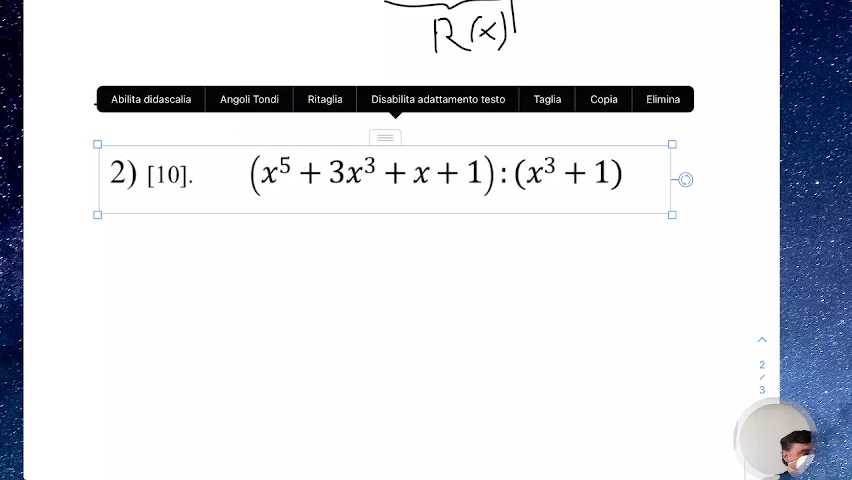 R(x)
Abilita didascalia Angoli Tondi Ritaglia Disabilita adattamento testo Taglia Copia Elimina
2) [10]. (x⁵ + 3x³ + x + 1) : (x³ + 1)
2
/
3